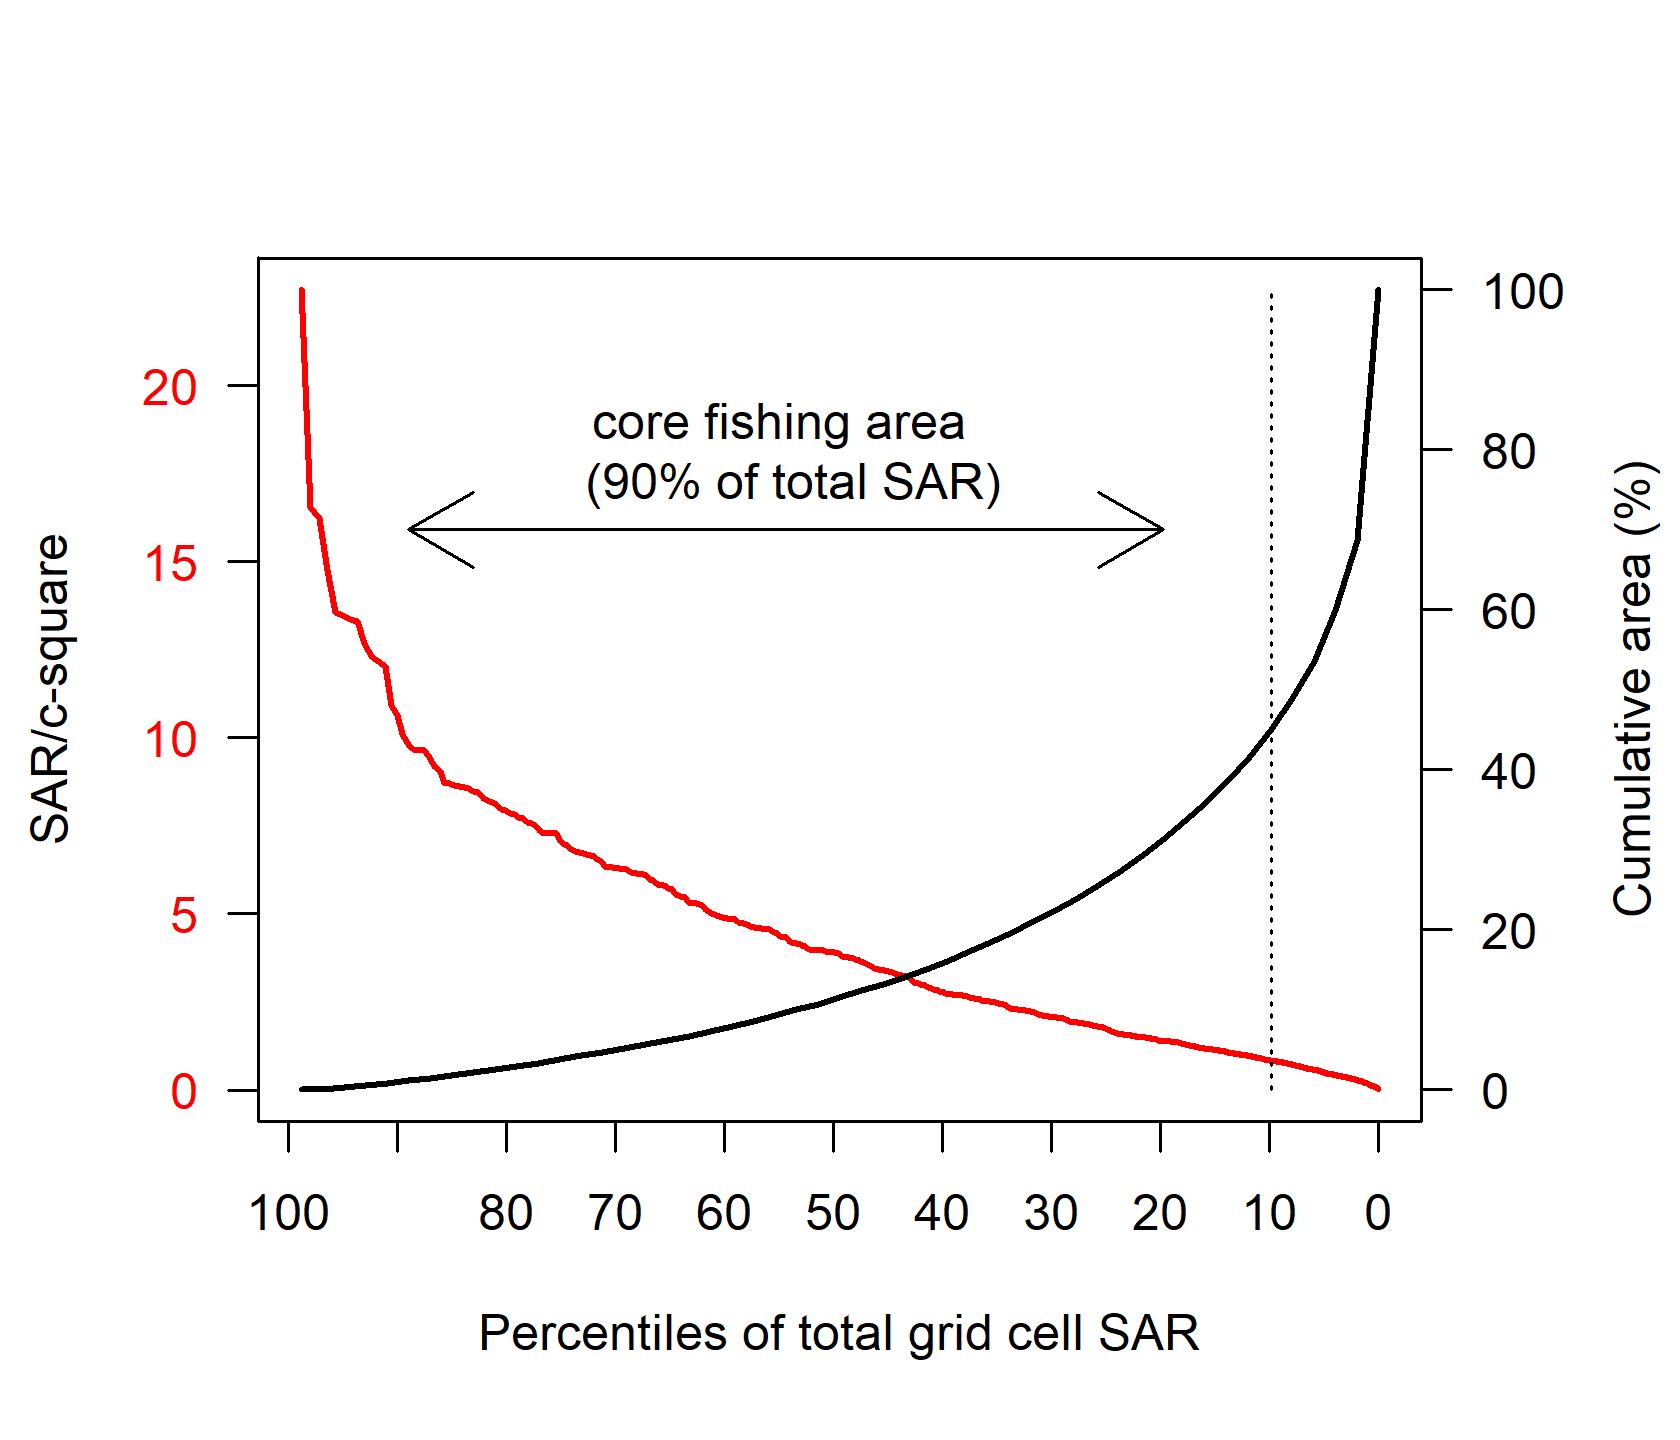 core fishing area
(90% of total SAR)
SAR/c-square
20
15
10
5
0
100
80
60
40
20
0
Cumulative area (%)
100 80 70 60 50 40 30 20 10 0
Percentiles of total grid cell SAR